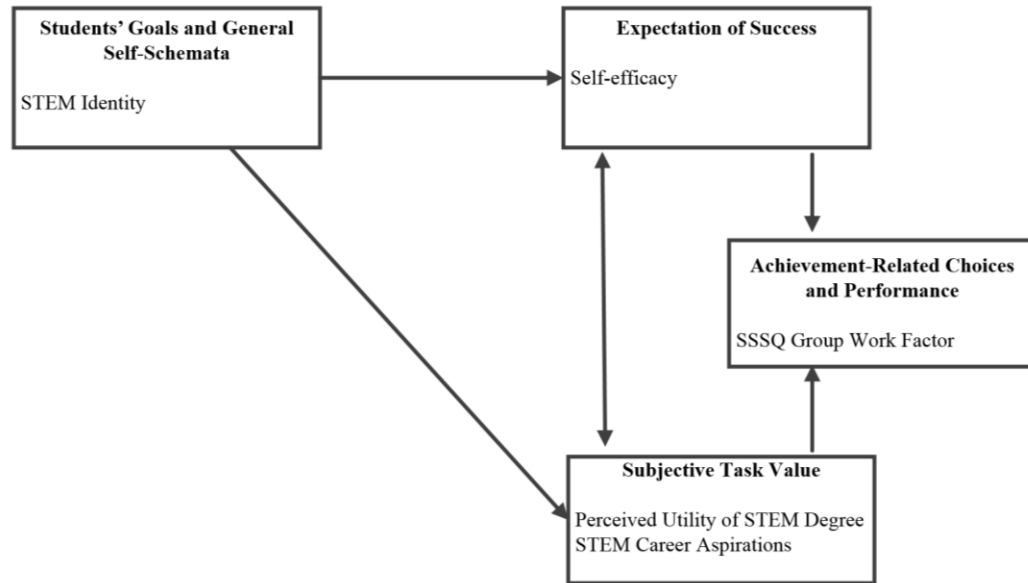 Students’ Goals and General
Self-Schemata
STEM Identity
Expectation of Success
Self-efficacy
Achievement-Related Choices
and Performance
SSSQ Group Work Factor
Subjective Task Value
Perceived Utility of STEM Degree
STEM Career Aspirations